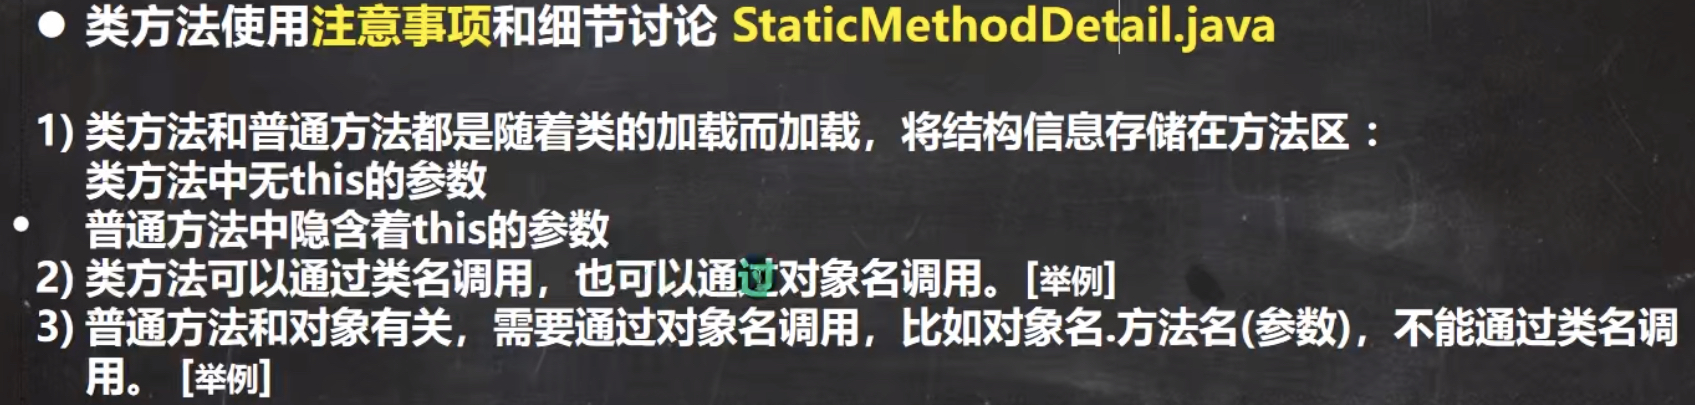 ● 类方法使用注意事项和细节讨论 StaticMethodDetail.java
1) 类方法和普通方法都是随着类的加载而加载，将结构信息存储在方法区 ：
类方法中无this的参数
• 普通方法中隐含着this的参数
2) 类方法可以通过类名调用，也可以通过对象名调用。[举例]
3) 普通方法和对象有关，需要通过对象名调用，比如对象名.方法名(参数)，不能通过类名调
用。 [举例]